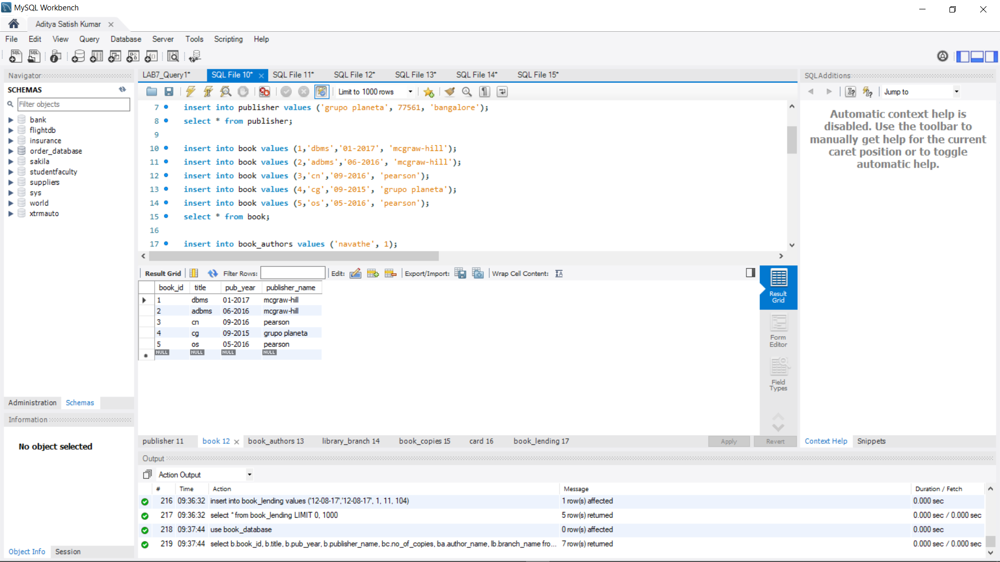 MySQL Workbench
Aditya Satish Kumar
File Edit View Query Database Server Tools Scripting Help
Navigator
SCHEMAS
Filter objects
bank
flightdb
insurance
order_database
sakila
studentfaculty
suppliers
sys
world
xtrmauto
Administration Schemas
Information
No object selected
Object Info Session
LAB7_Query1* SQL File 10* SQL File 11* SQL File 12* SQL File 13* SQL File 14* SQL File 15*
Limit to 1000 rows
7 insert into publisher values ('grupo planeta', 77561, 'bangalore');
8 select * from publisher;
9
10 insert into book values (1,'dbms','01-2017', 'mcgraw-hill');
11 insert into book values (2,'adbms','06-2016', 'mcgraw-hill');
12 insert into book values (3,'cn','09-2016', 'pearson');
13 insert into book values (4,'cg','09-2015', 'grupo planeta');
14 insert into book values (5,'os','05-2016', 'pearson');
15 select * from book;
16
17 insert into book_authors values ('navathe', 1);
Result Grid Filter Rows: Edit: Export/Import: Wrap Cell Content:
book_id title pub_year publisher_name
1 dbms 01-2017 mcgraw-hill
2 adbms 06-2016 mcgraw-hill
3 cn 09-2016 pearson
4 cg 09-2015 grupo planeta
5 os 05-2016 pearson
NULL NULL NULL NULL
Result
Grid
Form
Editor
Field
Types
publisher 11 book 12 book_authors 13 library_branch 14 book_copies 15 card 16 book_lending 17
Apply Revert
SQLAdditions
Jump to
Automatic context help is
disabled. Use the toolbar to
manually get help for the current
caret position or to toggle
automatic help.
Context Help Snippets
Output
Action Output
# Time Action Message Duration / Fetch
216 09:36:32 insert into book_lending values ('12-08-17','12-08-17', 1, 11, 104) 1 row(s) affected 0.000 sec
217 09:36:32 select * from book_lending LIMIT 0, 1000 5 row(s) returned 0.000 sec / 0.000 sec
218 09:37:44 use book_database 0 row(s) affected 0.000 sec
219 09:37:44 select b.book_id, b.title, b.pub_year, b.publisher_name, bc.no_of_copies, ba.author_name, lb.branch_name fro... 7 row(s) returned 0.000 sec / 0.000 sec